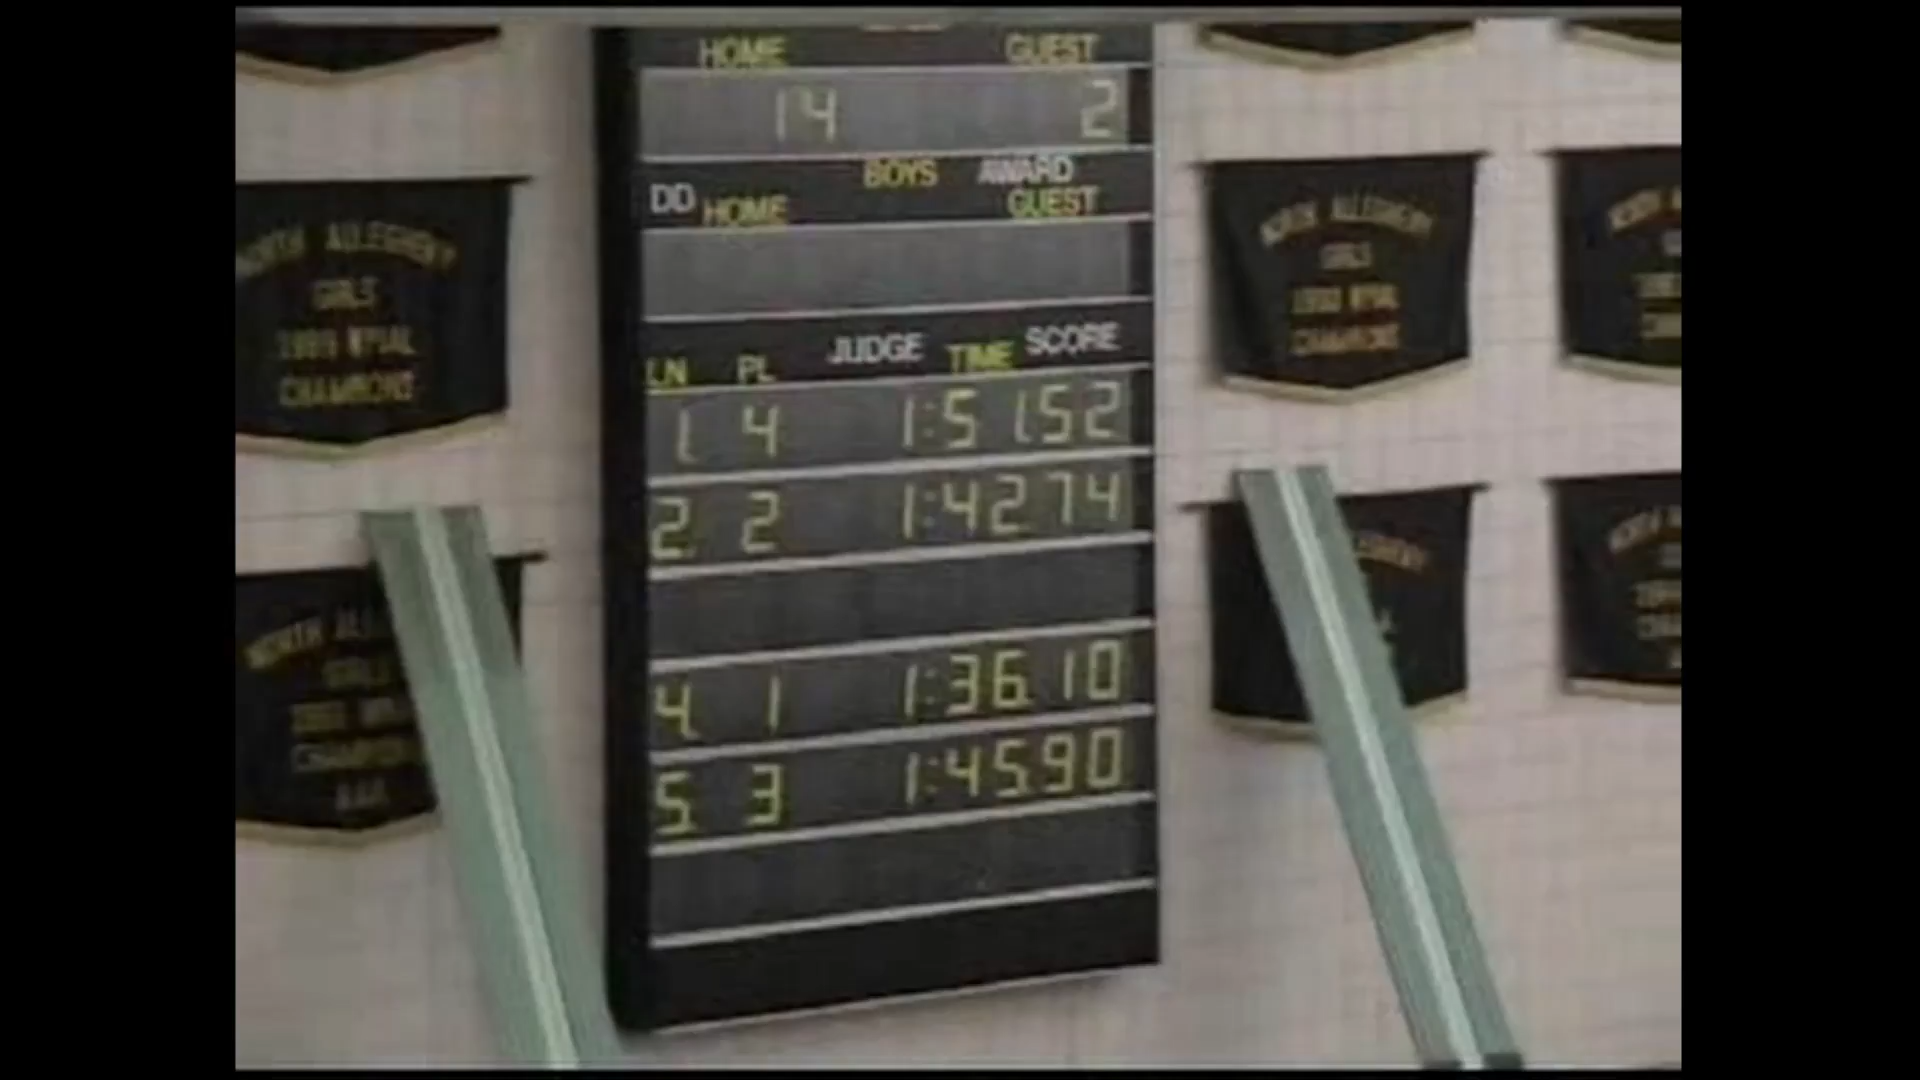 HOME GUEST
14 2
BOYS AWARD
DD HOME GUEST
JUDGE SCORE
LN PL TIME
1. 4 1:51.52
2. 2 1:42.74
4. 1 1:36.10
5. 3 1:45.90
NORTH ALLEGHENY
GIRLS
WPIAL
CHAMPIONS
NORTH ALLEGHENY
GIRLS
WPIAL
CHAMPIONS
NORTH
AAA